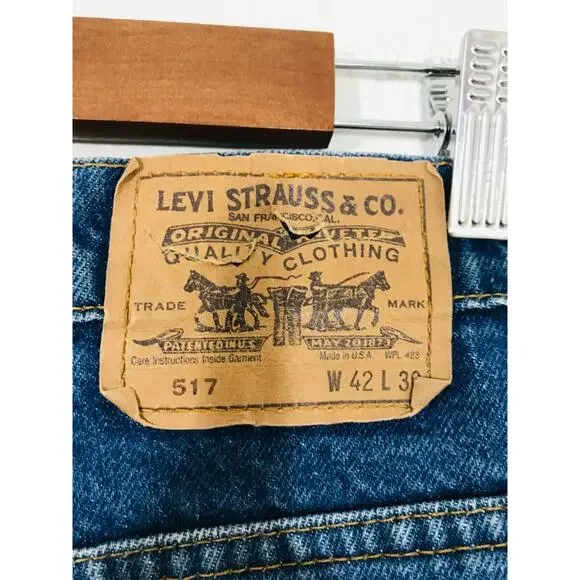 LEVI STRAUSS & CO.
SAN FRANCISCO, CAL.
ORIGINAL RIVETED
QUALITY CLOTHING
TRADE MARK
PATENTED IN U.S. MAY 20 1873
Care Instructions Inside Garment Made in U.S.A. WPL 423
517 W 42 L